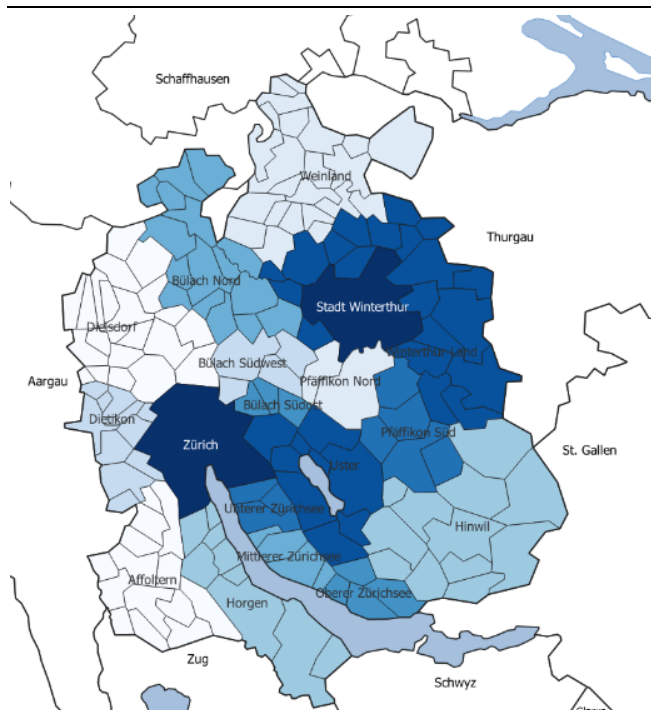 Schaffhausen
Weinland
Thurgau
Bülach Nord
Stadt Winterthur
Dielsdorf
Winterthur Land
Bülach Südwest
Pfäffikon Nord
Aargau
Bülach Südost
Dietikon
Pfäffikon Süd
Zürich
St. Gallen
Uster
Unterer Zürichsee
Hinwil
Mittlerer Zürichsee
Affoltern
Oberer Zürichsee
Horgen
Zug
Schwyz